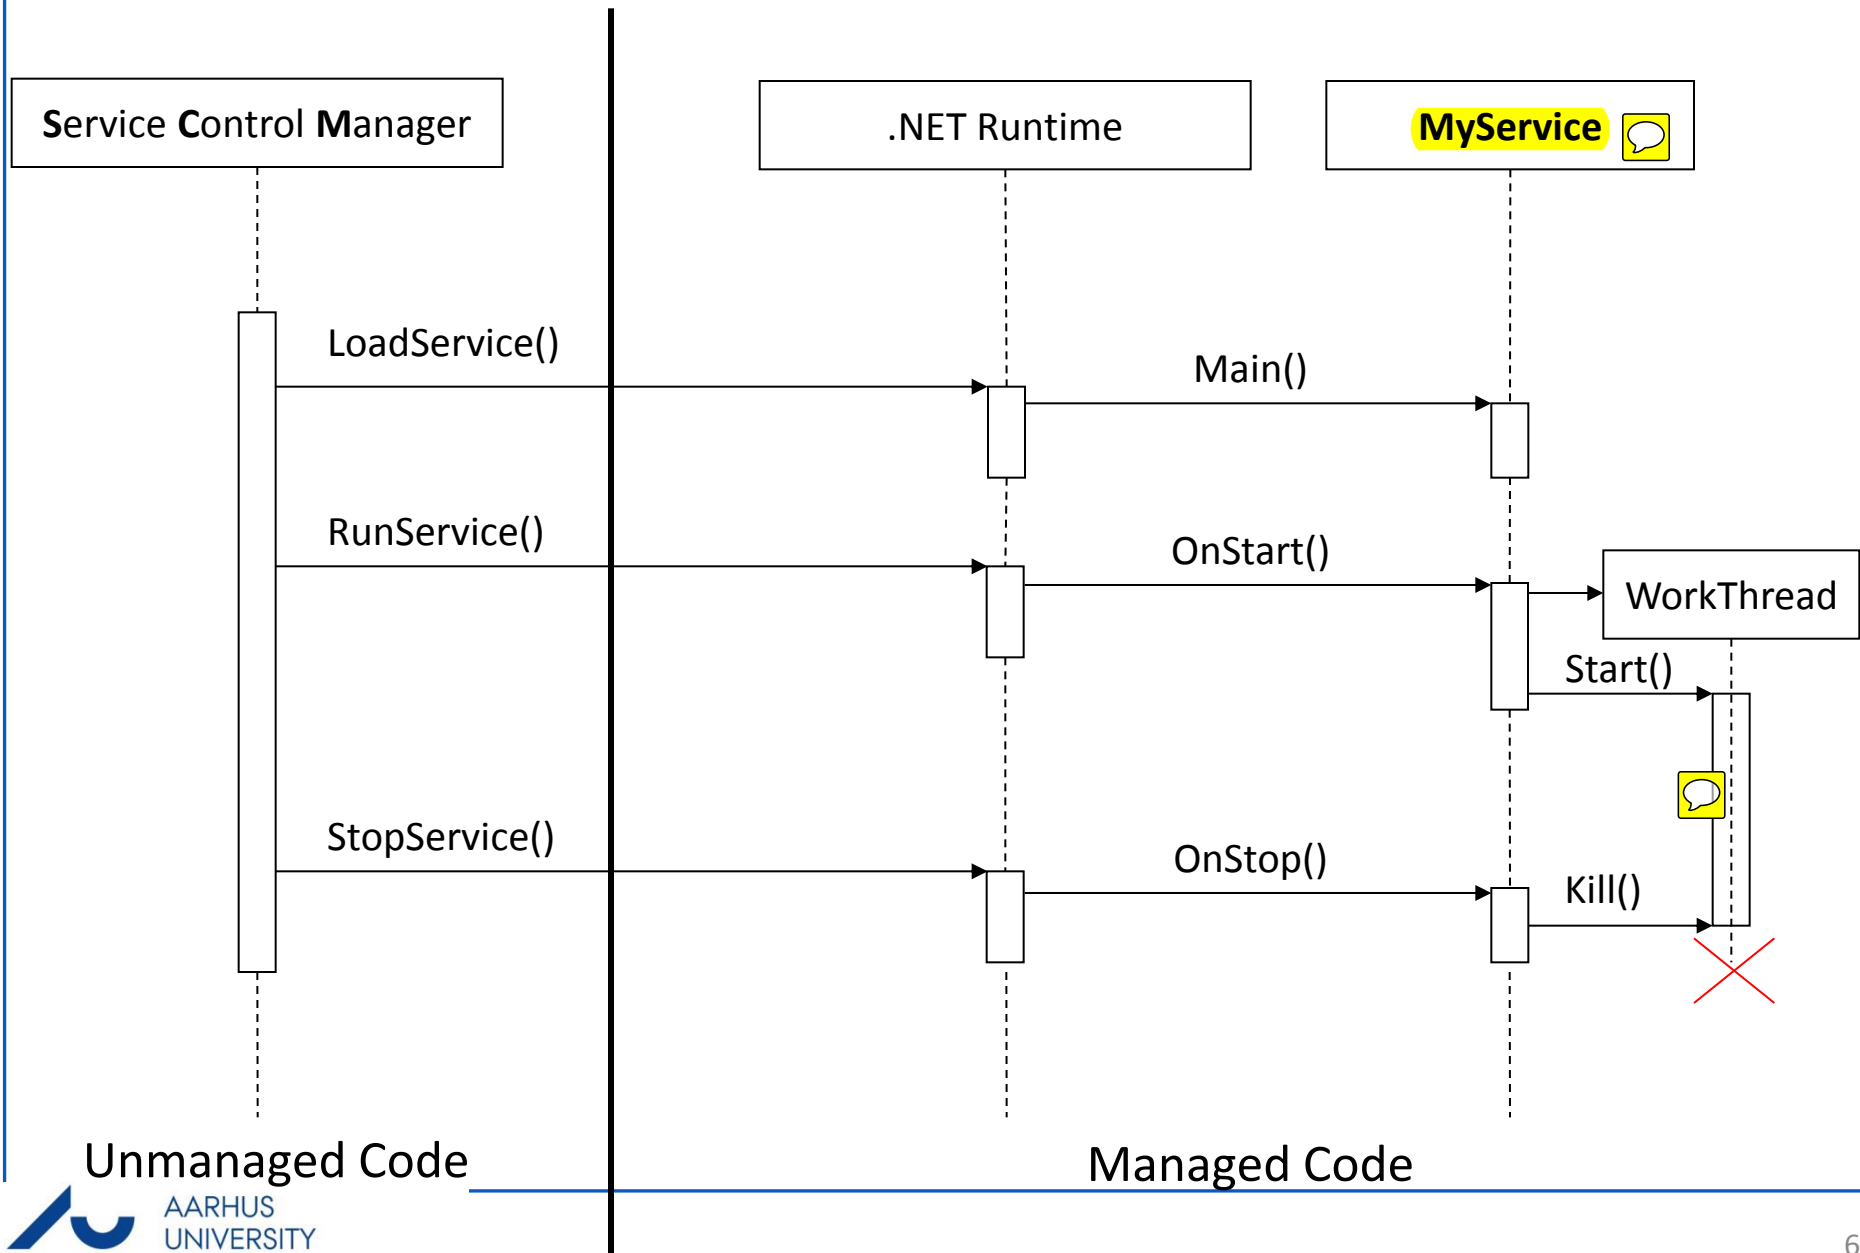 Service Control Manager
.NET Runtime
MyService
LoadService()
Main()
RunService()
OnStart()
WorkThread
Start()
StopService()
OnStop()
Kill()
Unmanaged Code
Managed Code
AARHUS
UNIVERSITY
6